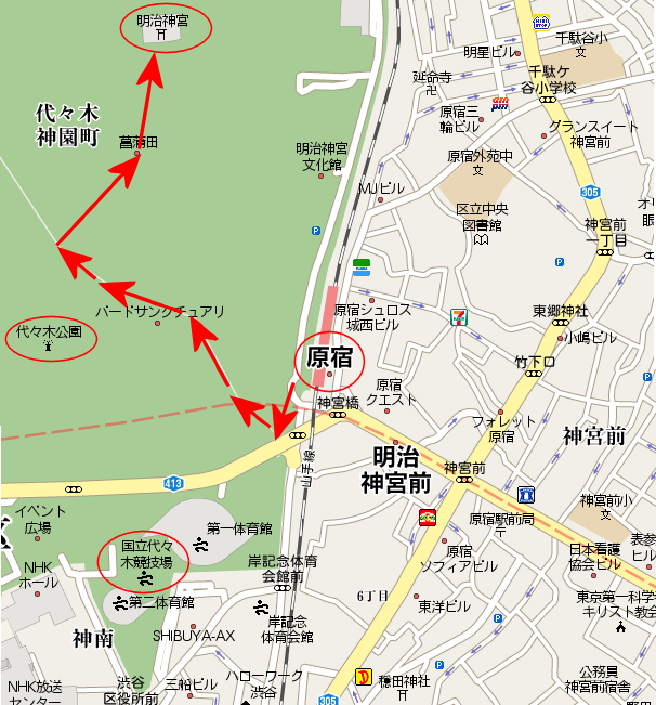 明治神宮
千駄谷小
明星ビル
延命寺
千駄ケ
谷小学校
代々木
神園町
原宿三
輪ビル
グランスイート
神宮前
菖蒲田
明治神宮
文化館
原宿外苑中
MJビル
305
区立中央
図書館
神宮前
一丁目
P
P
バードサンクチュアリ
原宿シュロス
城西ビル
7
東郷神社
代々木公園
小嶋ビル
原宿
竹下口
P
原宿
クエスト
神宮橋
フォレット
原宿
神宮前
山手線
明治
神宮前
神宮前
413
イベント
広場
第一体育館
原宿駅前局
神宮前小
国立代々
木競技場
NHK
ホール
岸記念体育
会館前
原宿
ソフィアビル
日本看護
協会ビル
表参
第二体育館
6丁目
東洋ビル
東京第一科学
キリスト教会
P
神南
SHIBUYA-AX
岸記念
体育会館
P
P
NHK放送
センター
渋谷
区役所前
三船ビル
ハローワーク
渋谷
穏田神社
305
公務員
神宮前宿舎